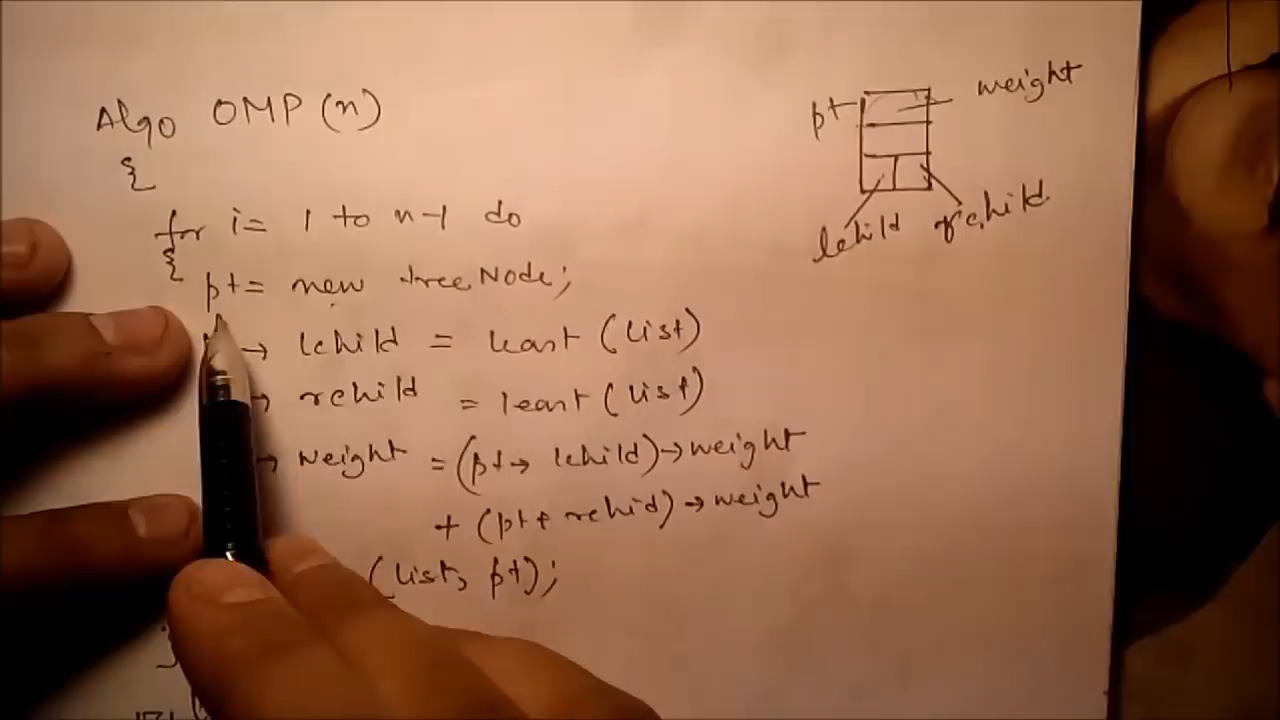 Algo OMP (n)
{
for i= 1 to n-1 do
{
pt= new treeNode;
→ lchild = least (list)
→ rchild = least (list)
→ weight = (pt→ lchild)→weight
+ (pt→ rchid)→weight
(list, pt);
}
pt
weight
lchild rchild